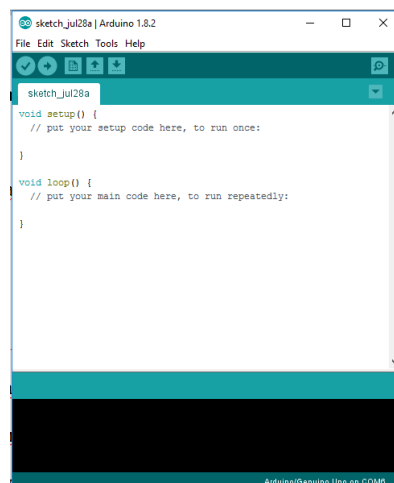 sketch_jul28a | Arduino 1.8.2
File Edit Sketch Tools Help
sketch_jul28a
void setup() {
// put your setup code here, to run once:
}
void loop() {
// put your main code here, to run repeatedly:
}
Arduino/Genuino Uno on COM6